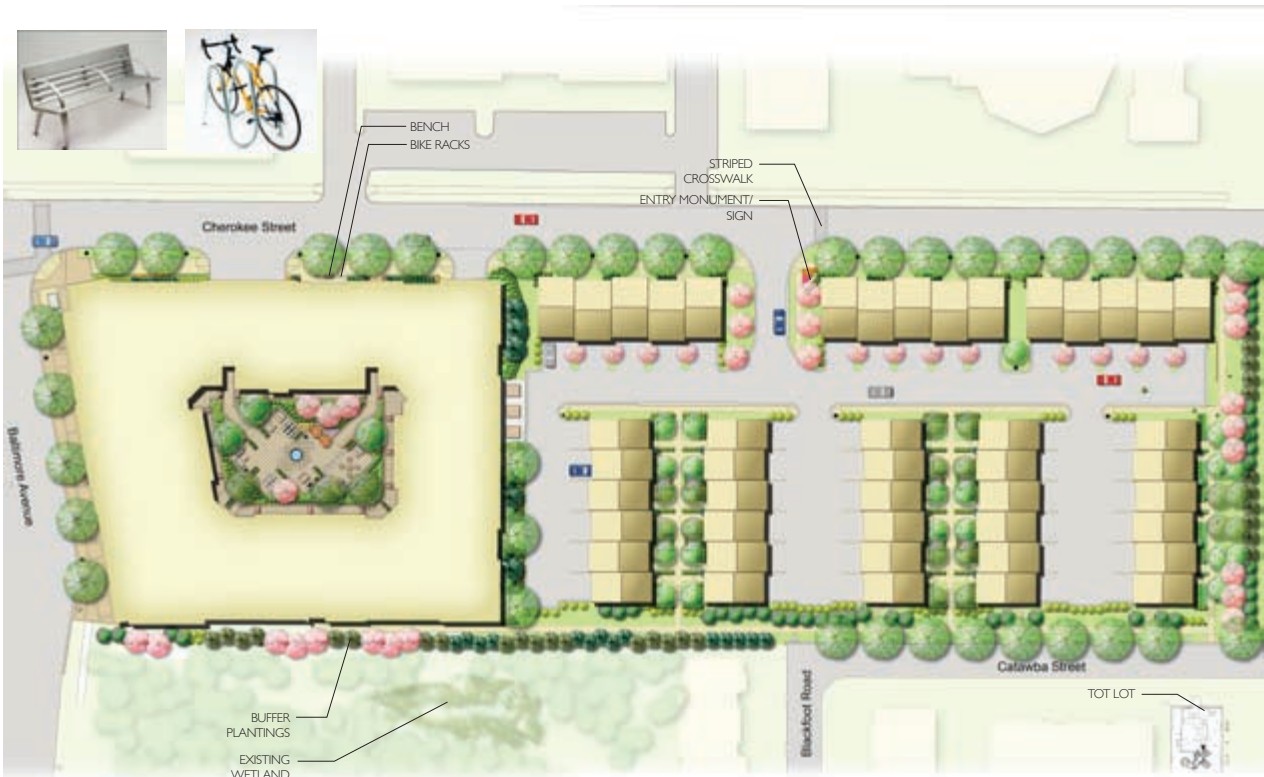 BENCH
BIKE RACKS
STRIPED
CROSSWALK
ENTRY MONUMENT/
SIGN
Cherokee Street
Baltimore Avenue
Catawba Street
Blackfoot Road
TOT LOT
BUFFER
PLANTINGS
EXISTING
WETLAND